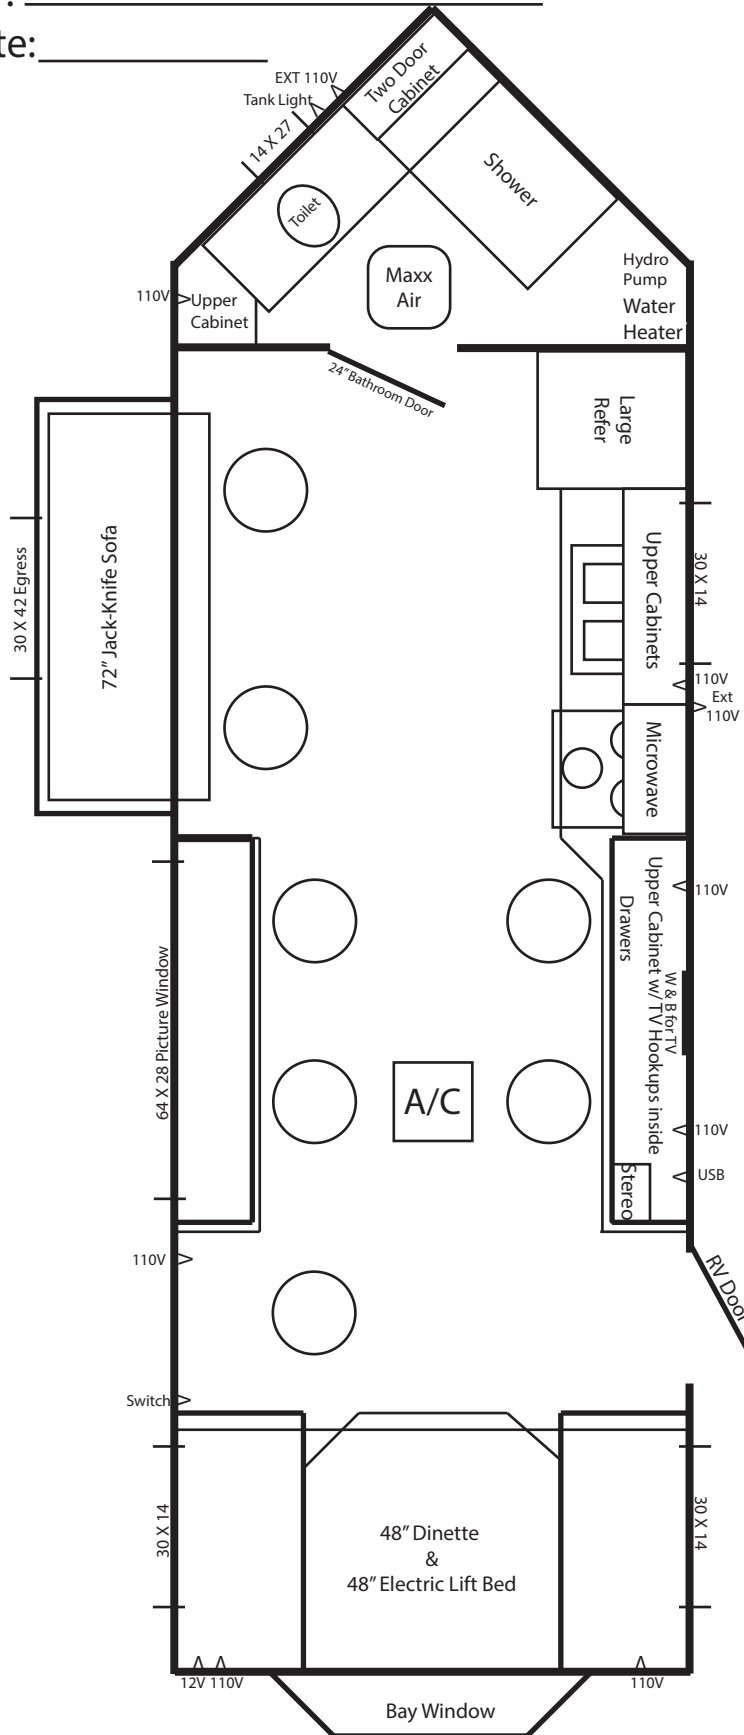 :
te:
EXT 110V
Tank Light
14 X 27
Two Door
Cabinet
Shower
Toilet
Maxx
Air
Hydro
Pump
Water
Heater
110V
Upper
Cabinet
24" Bathroom Door
Large
Refer
30 X 42 Egress
72" Jack-Knife Sofa
Upper Cabinets
30 X 14
110V
Ext
110V
Microwave
110V
Drawers
Upper Cabinet w/ TV Hookups inside
W & B for TV
64 X 28 Picture Window
A/C
110V
USB
Stereo
110V
RV Door
Switch
30 X 14
48" Dinette
&
48" Electric Lift Bed
30 X 14
12V 110V
110V
Bay Window